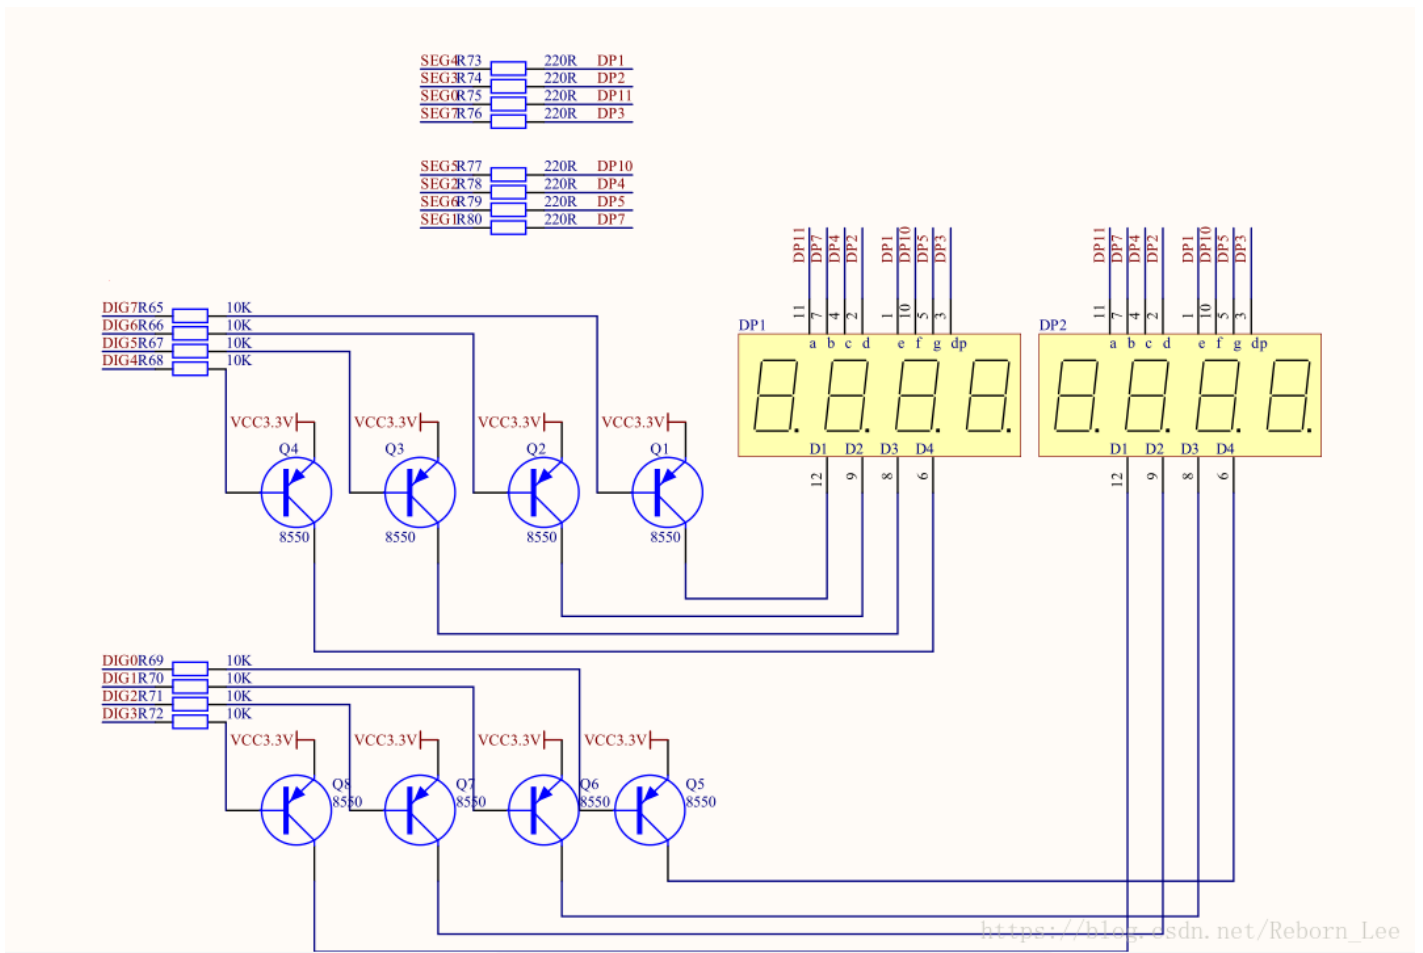 SEG4R73 220R DP1
SEG3R74 220R DP2
SEG0R75 220R DP11
SEG7R76 220R DP3
SEG5R77 220R DP10
SEG2R78 220R DP4
SEG6R79 220R DP5
SEG1R80 220R DP7
DP11 DP7 DP4 DP2 DP1 DP10 DP5 DP3
11 7 4 2 1 10 5 3
DP1
a b c d e f g dp
D1 D2 D3 D4
12 9 8 6
DP11 DP7 DP4 DP2 DP1 DP10 DP5 DP3
11 7 4 2 1 10 5 3
DP2
a b c d e f g dp
D1 D2 D3 D4
12 9 8 6
DIG7R65 10K
DIG6R66 10K
DIG5R67 10K
DIG4R68 10K
VCC3.3V VCC3.3V VCC3.3V VCC3.3V
Q4 Q3 Q2 Q1
8550 8550 8550 8550
DIG0R69 10K
DIG1R70 10K
DIG2R71 10K
DIG3R72 10K
VCC3.3V VCC3.3V VCC3.3V VCC3.3V
Q8 Q7 Q6 Q5
8550 8550 8550 8550
https://blog.csdn.net/Reborn_Lee